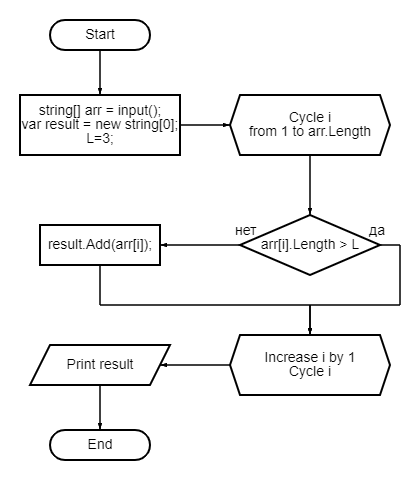 Start
string[] arr = input();
var result = new string[0];
L=3;
Cycle i
from 1 to arr.Length
нет
arr[i].Length > L
да
result.Add(arr[i]);
Increase i by 1
Cycle i
Print result
End